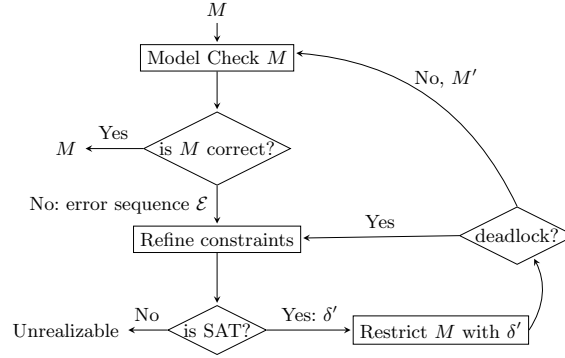 M
Model Check M
No, M′
Yes
M
is M correct?
No: error sequence ℰ
Yes
deadlock?
Refine constraints
No
Yes: δ′
Unrealizable
is SAT?
Restrict M with δ′